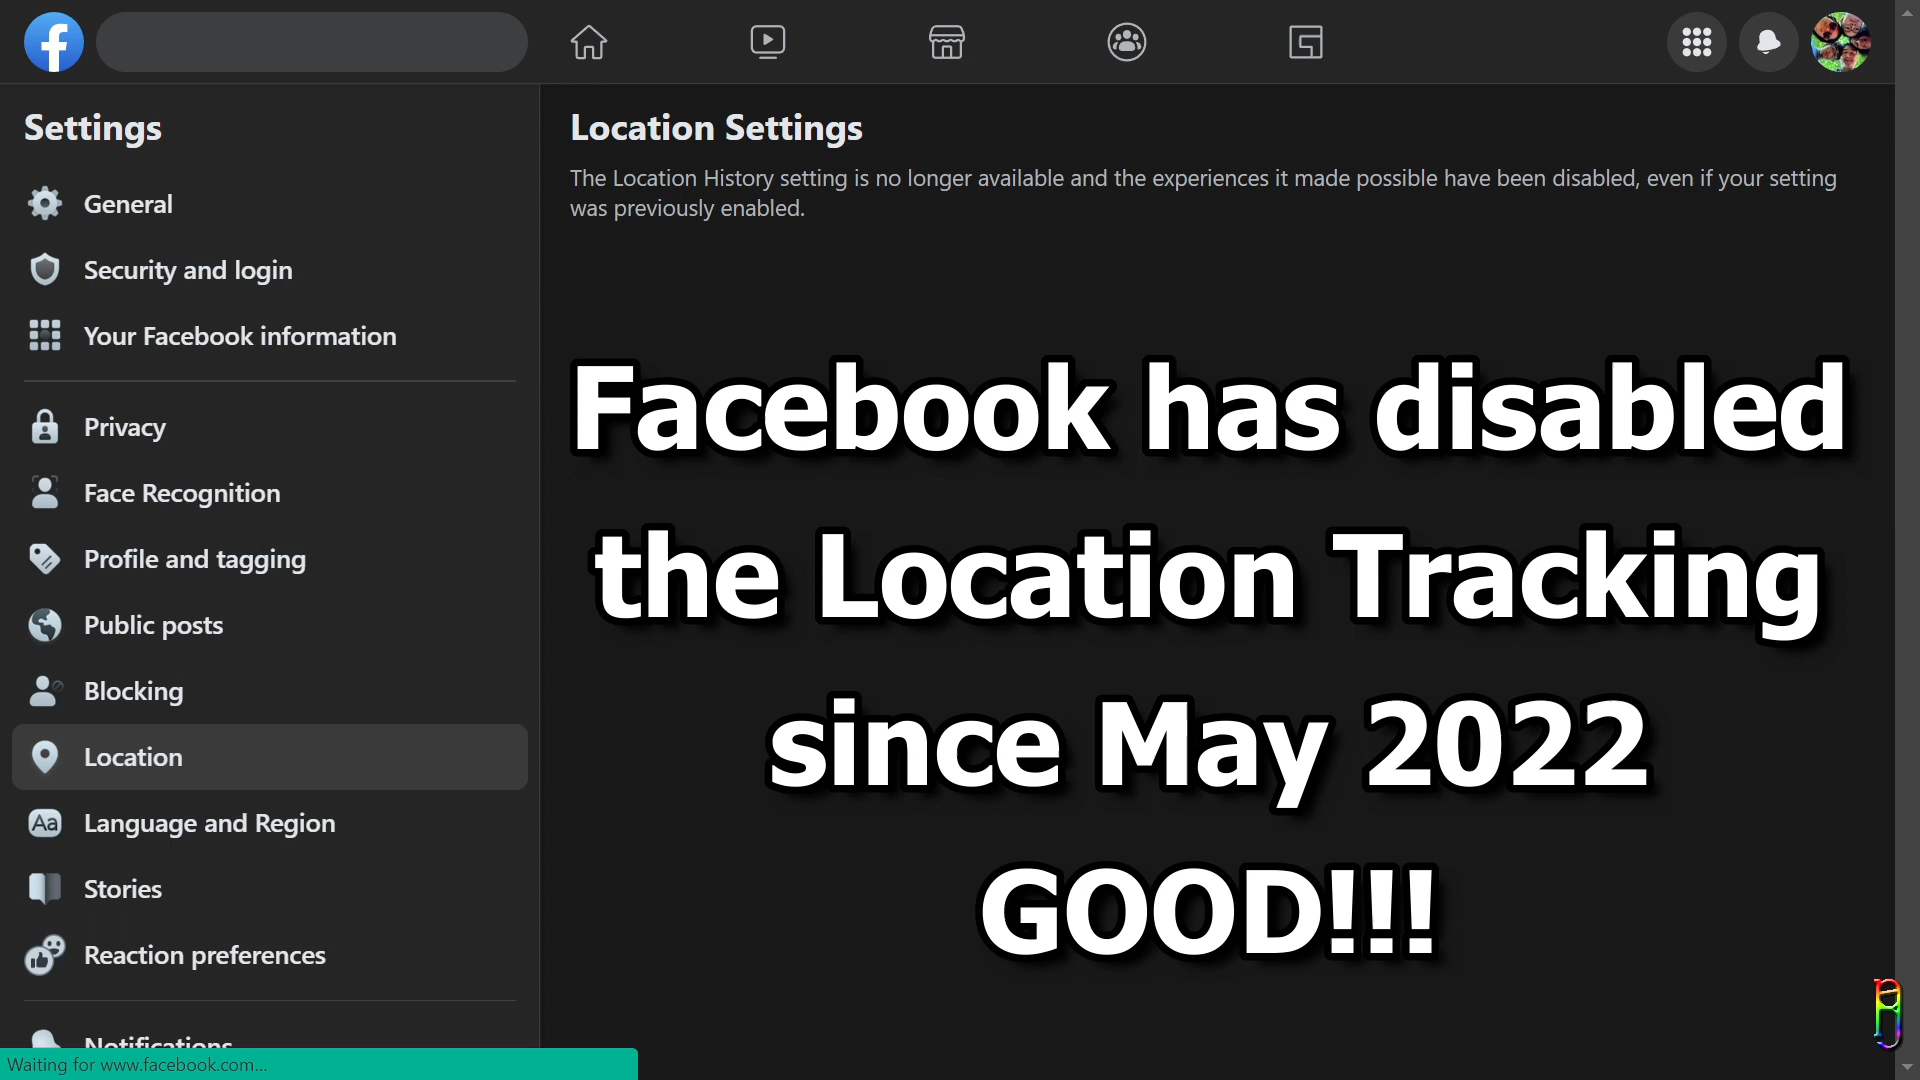 Settings
General
Security and login
Your Facebook information
Privacy
Face Recognition
Profile and tagging
Public posts
Blocking
Location
Aa
Language and Region
Stories
Reaction preferences
Notifications
Waiting for www.facebook.com...
Location Settings
The Location History setting is no longer available and the experiences it made possible have been disabled, even if your setting
was previously enabled.
Facebook has disabled
the Location Tracking
since May 2022
GOOD!!!